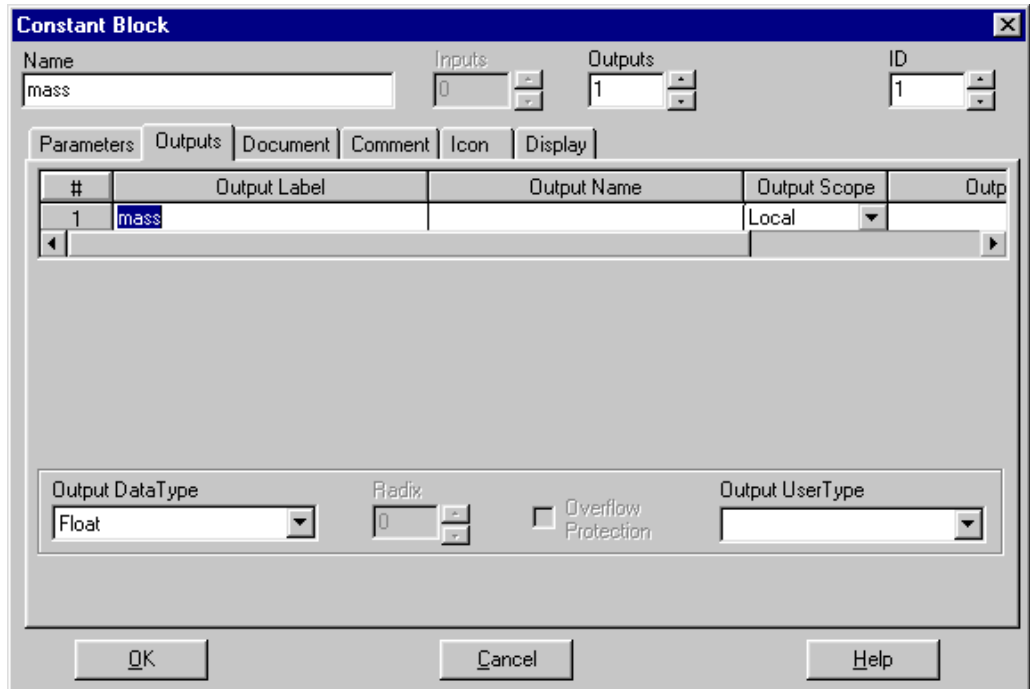 Constant Block
Name Inputs Outputs ID
mass 0 1 1
Parameters Outputs Document Comment Icon Display
# Output Label Output Name Output Scope Outp
1 mass Local
Output DataType Radix Overflow Protection Output UserType
Float 0
OK Cancel Help